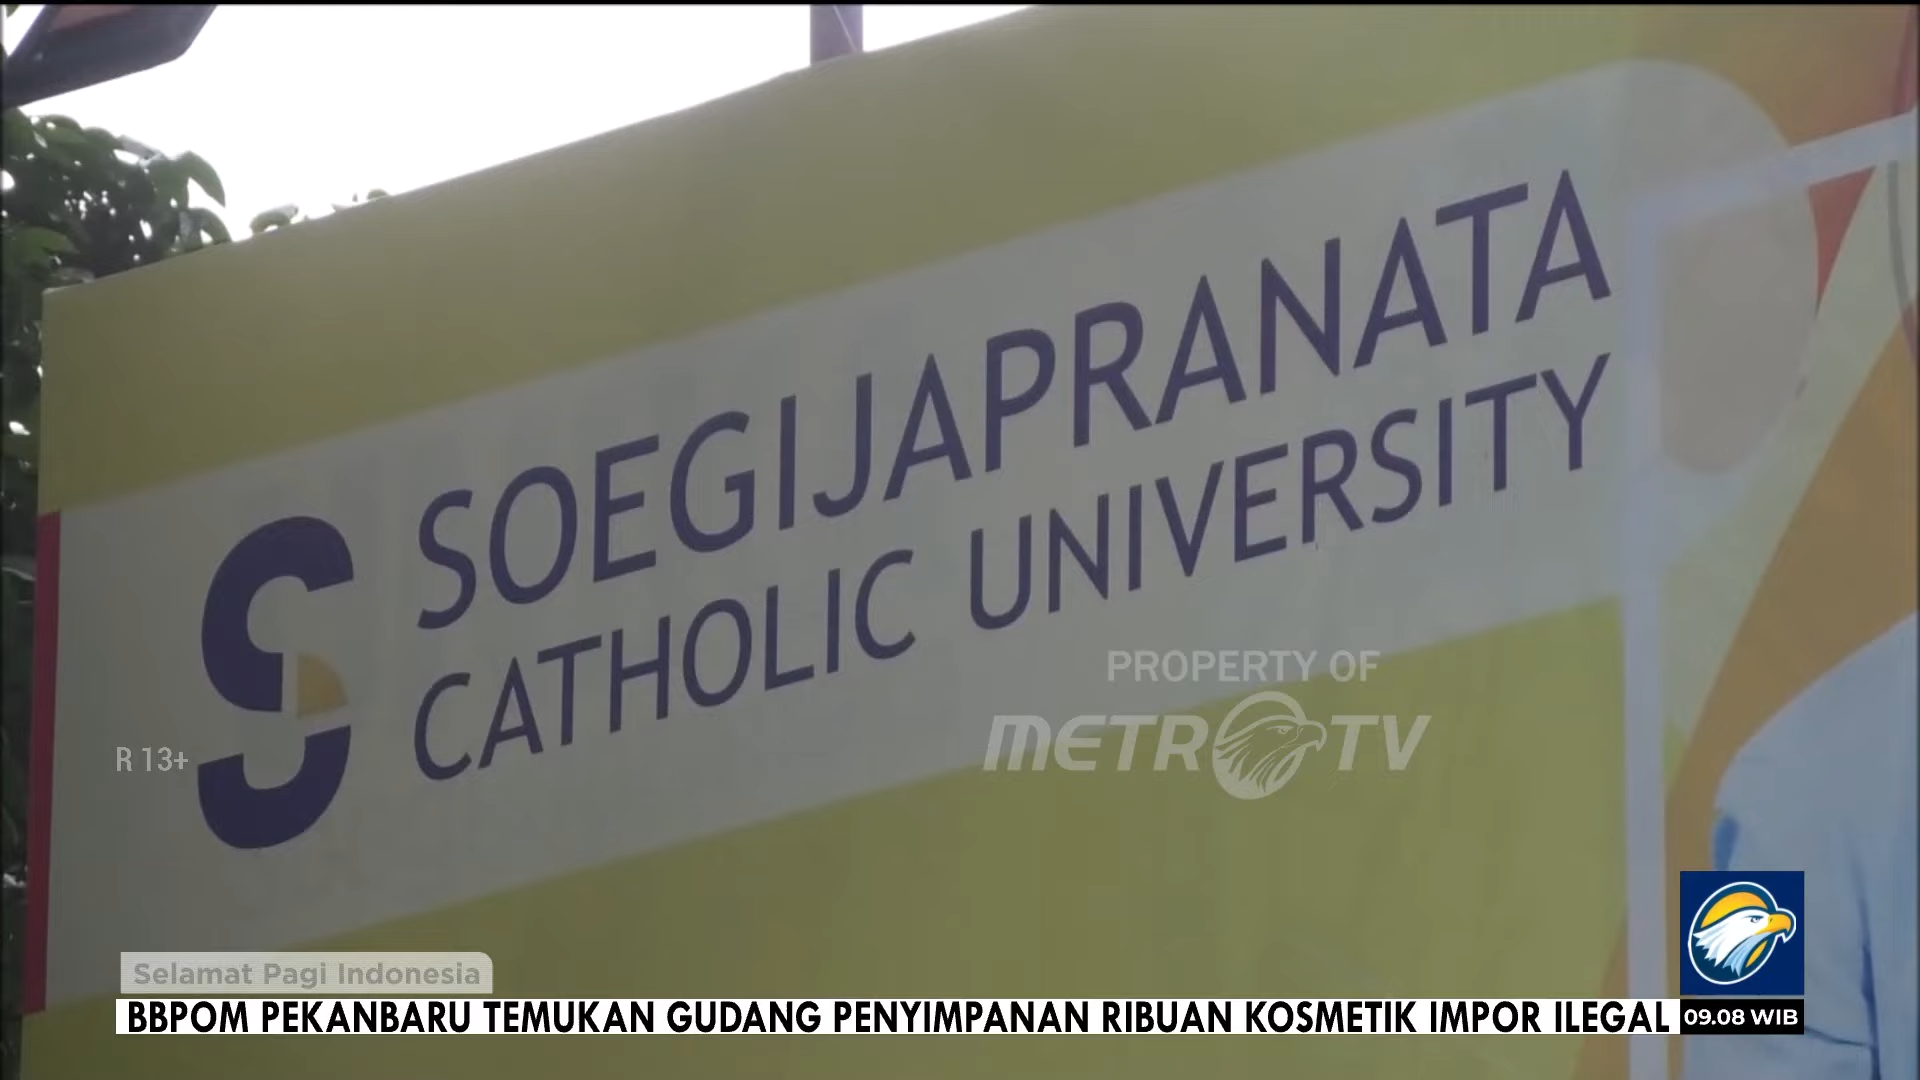 SOEGIJAPRANATA
CATHOLIC UNIVERSITY
PROPERTY OF
METRO TV
R 13+
Selamat Pagi Indonesia
BBPOM PEKANBARU TEMUKAN GUDANG PENYIMPANAN RIBUAN KOSMETIK IMPOR ILEGAL
09.08 WIB